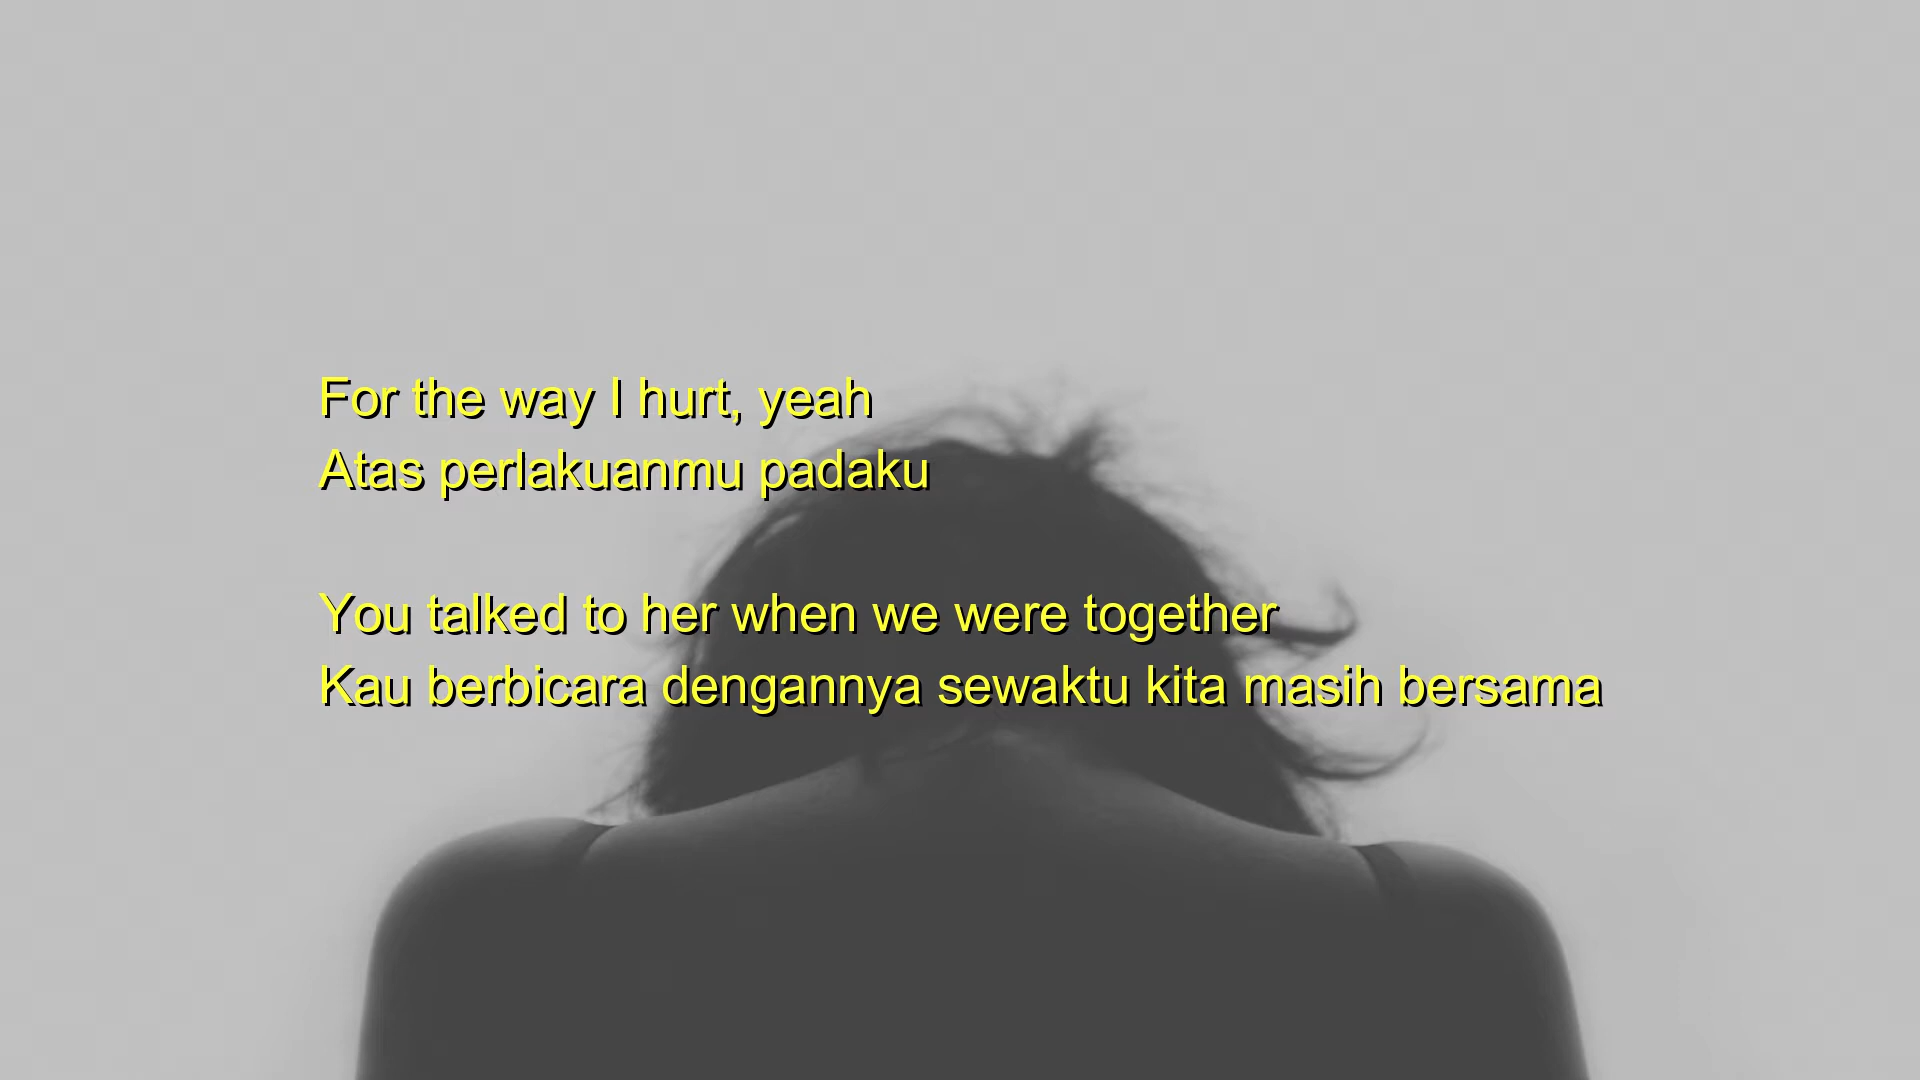 For the way I hurt, yeah
Atas perlakuanmu padaku
You talked to her when we were together
Kau berbicara dengannya sewaktu kita masih bersama